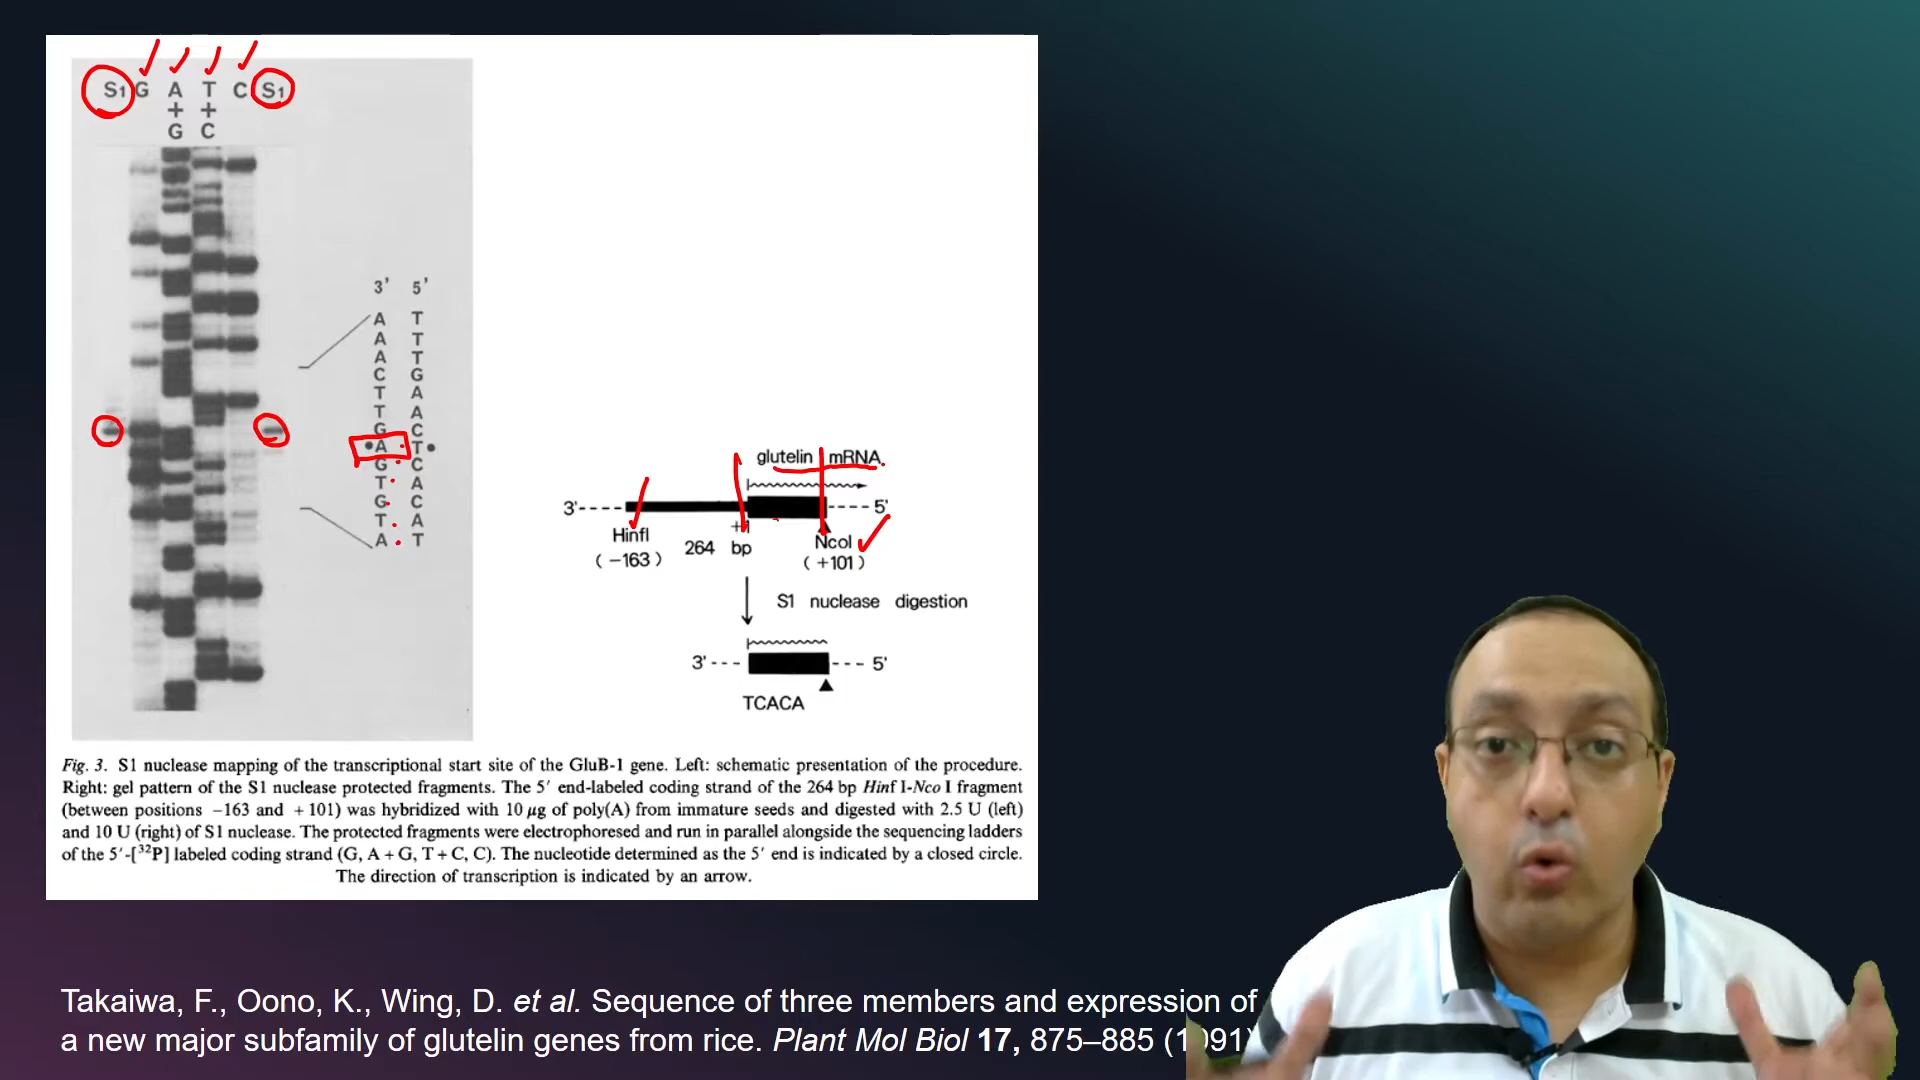 S1 G A T C S1
+ +
G C
3' 5'
A T
A T
A T
C G
T A
T A
G C
•A T•
G C
T A
G C
T A
A T
glutelin mRNA
3'---- ----5'
+1
HinfI 264 bp NcoI
(−163) (+101)
S1 nuclease digestion
3'--- --- 5'
TCACA
Fig. 3. S1 nuclease mapping of the transcriptional start site of the GluB-1 gene. Left: schematic presentation of the procedure.
Right: gel pattern of the S1 nuclease protected fragments. The 5′ end-labeled coding strand of the 264 bp Hinf I-Nco I fragment
(between positions −163 and +101) was hybridized with 10 μg of poly(A) from immature seeds and digested with 2.5 U (left)
and 10 U (right) of S1 nuclease. The protected fragments were electrophoresed and run in parallel alongside the sequencing ladders
of the 5′-[³²P] labeled coding strand (G, A + G, T + C, C). The nucleotide determined as the 5′ end is indicated by a closed circle.
The direction of transcription is indicated by an arrow.
Takaiwa, F., Oono, K., Wing, D. et al. Sequence of three members and expression of
a new major subfamily of glutelin genes from rice. Plant Mol Biol 17, 875–885